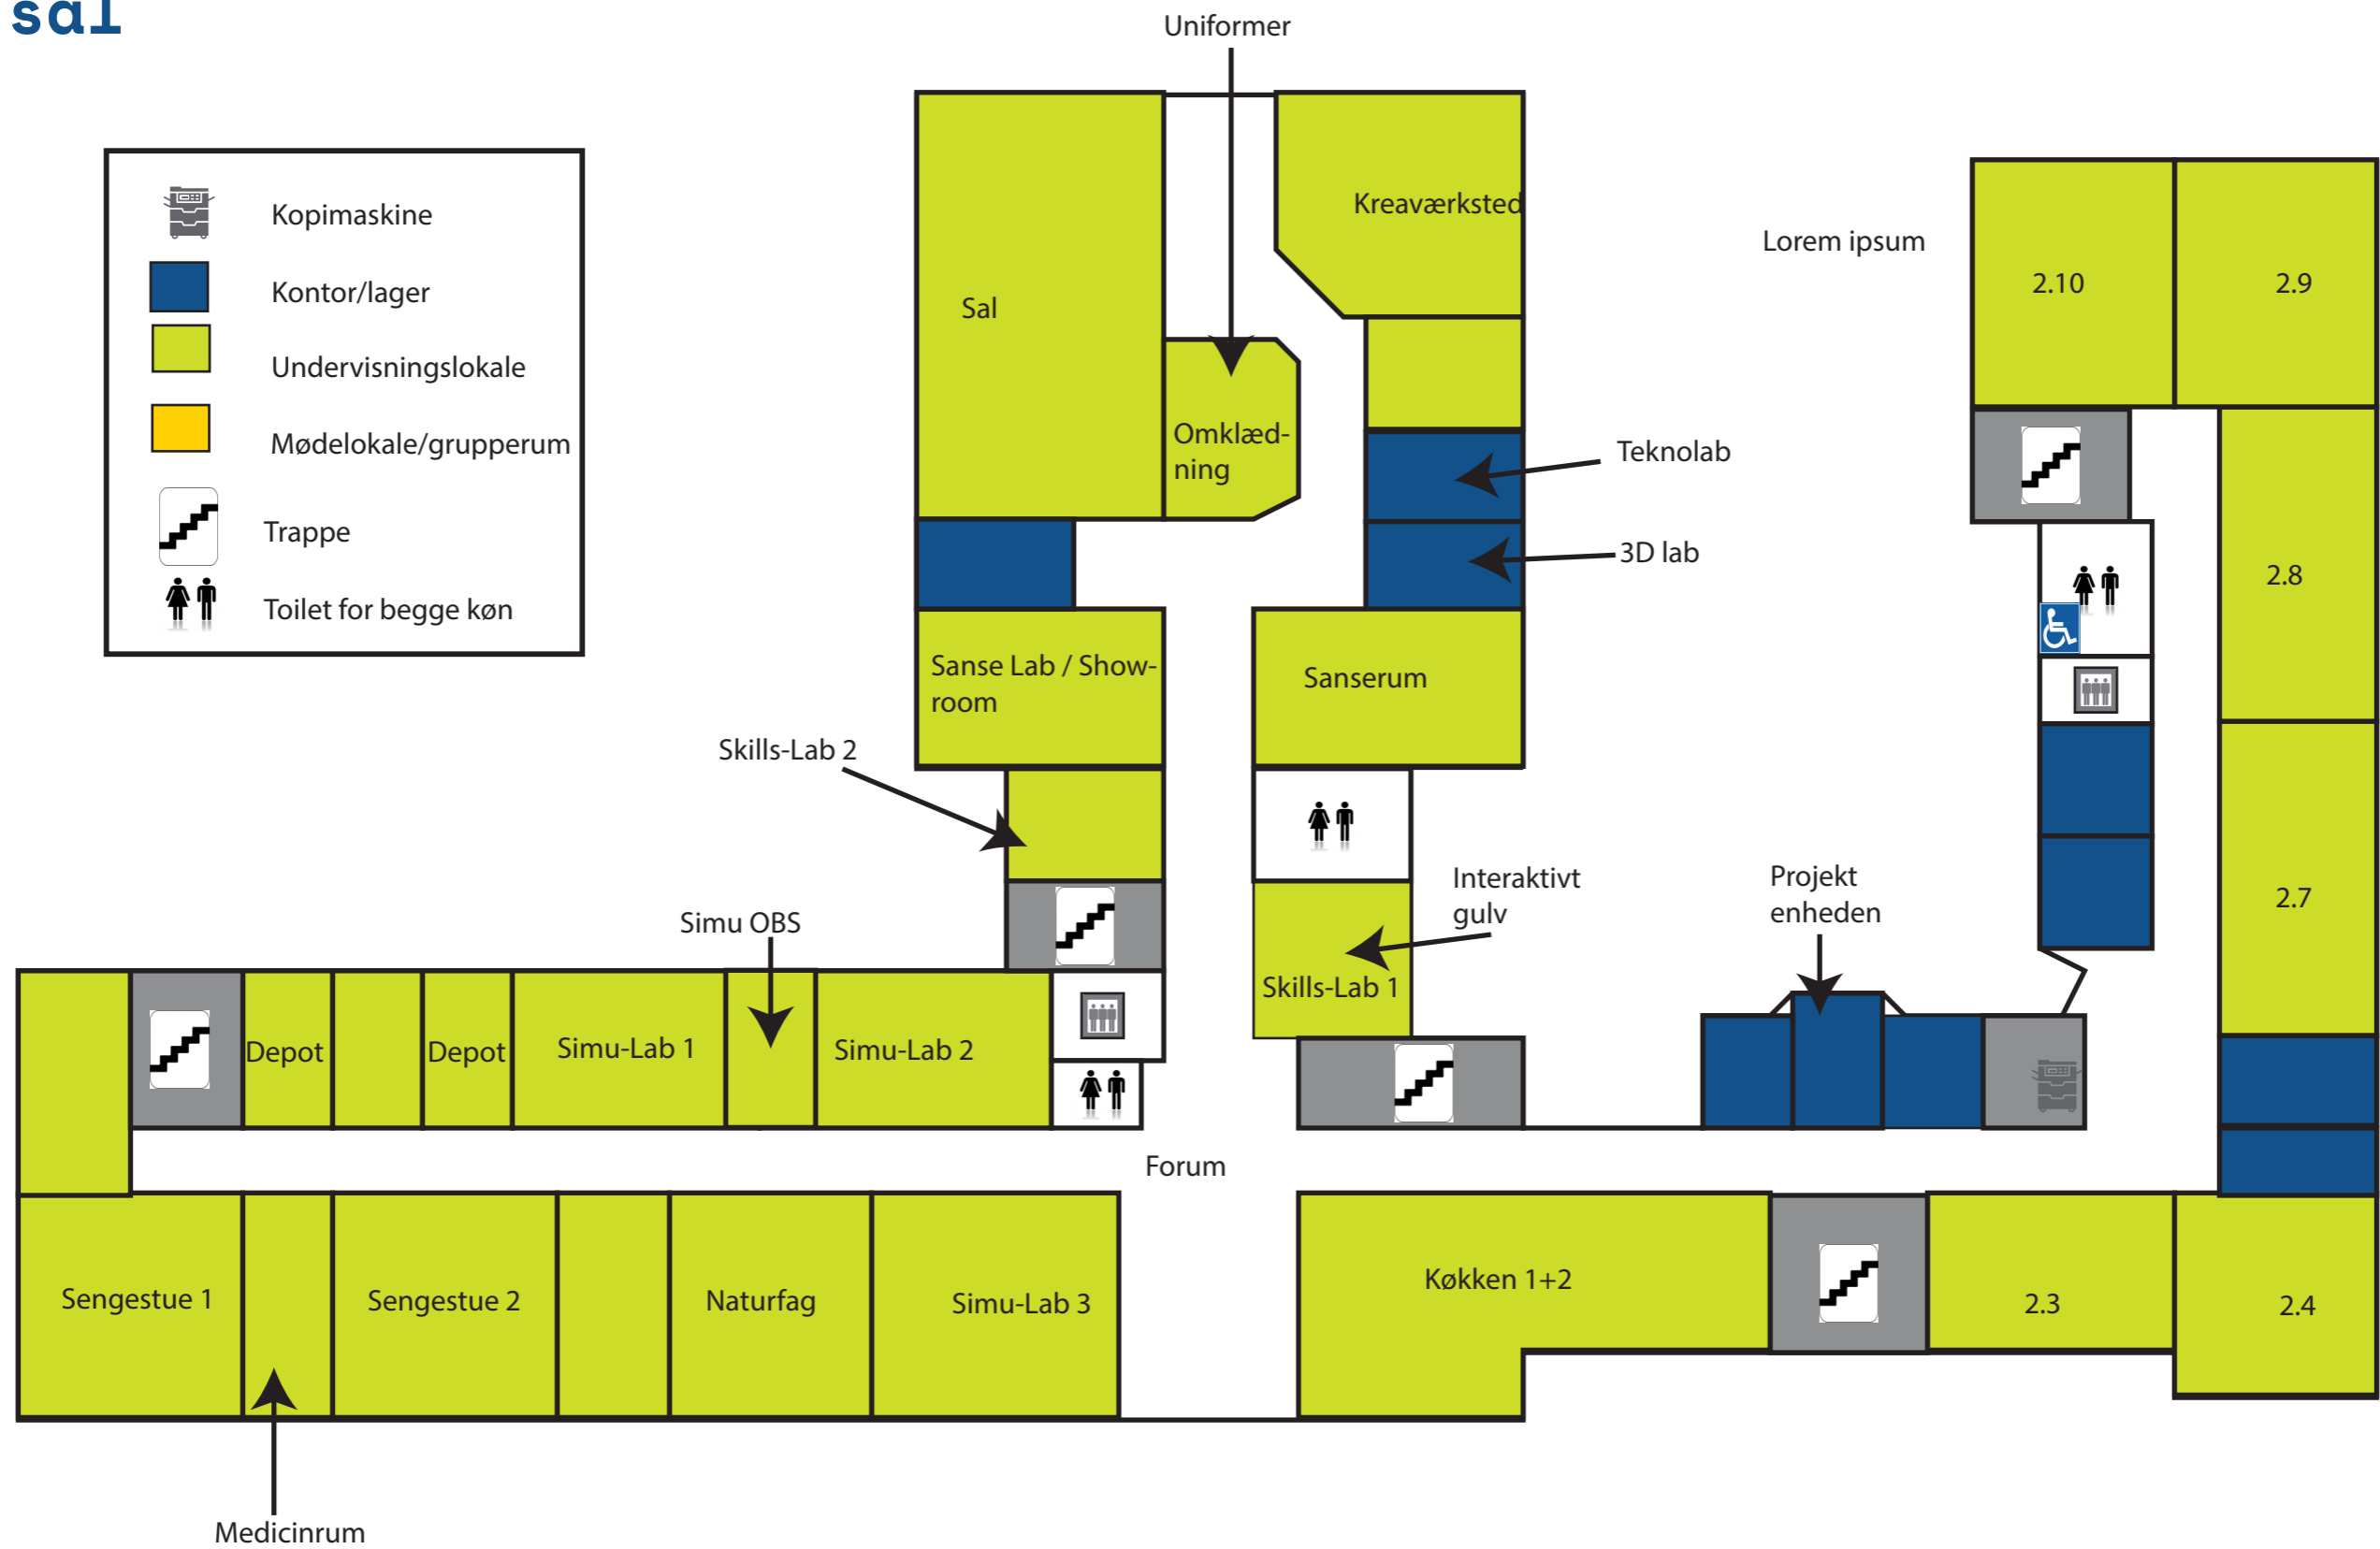 sal
Uniformer
Kopimaskine
Kontor/lager
Undervisningslokale
Mødelokale/grupperum
Trappe
Toilet for begge køn
Kreaværksted
Lorem ipsum
2.10
2.9
Sal
Omklæd-
ning
Teknolab
3D lab
2.8
Sanse Lab / Show-
room
Sanserum
Skills-Lab 2
Interaktivt
gulv
Projekt
enheden
2.7
Simu OBS
Skills-Lab 1
Depot
Depot
Simu-Lab 1
Simu-Lab 2
Forum
Sengestue 1
Sengestue 2
Naturfag
Simu-Lab 3
Køkken 1+2
2.3
2.4
Medicinrum